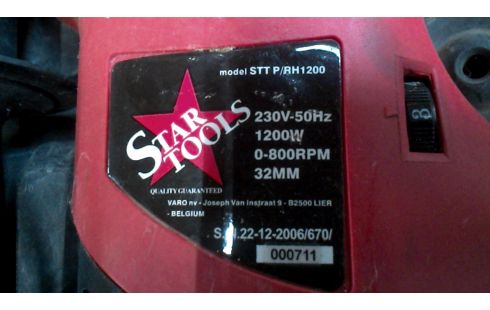 model STT P/RH1200
STAR
TOOLS
QUALITY GUARANTEED
230V-50Hz
1200W
0-800RPM
32MM
VARO nv - Joseph Van instraat 9 - B2500 LIER
- BELGIUM
S.N.22-12-2006/670/
000711